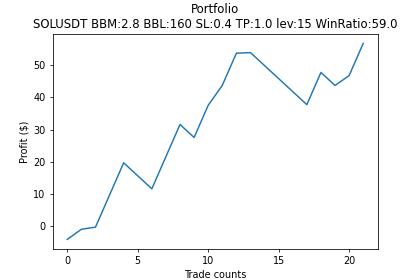 Portfolio
SOLUSDT BBM:2.8 BBL:160 SL:0.4 TP:1.0 lev:15 WinRatio:59.0
50
40
30
20
10
0
Profit ($)
0 5 10 15 20
Trade counts